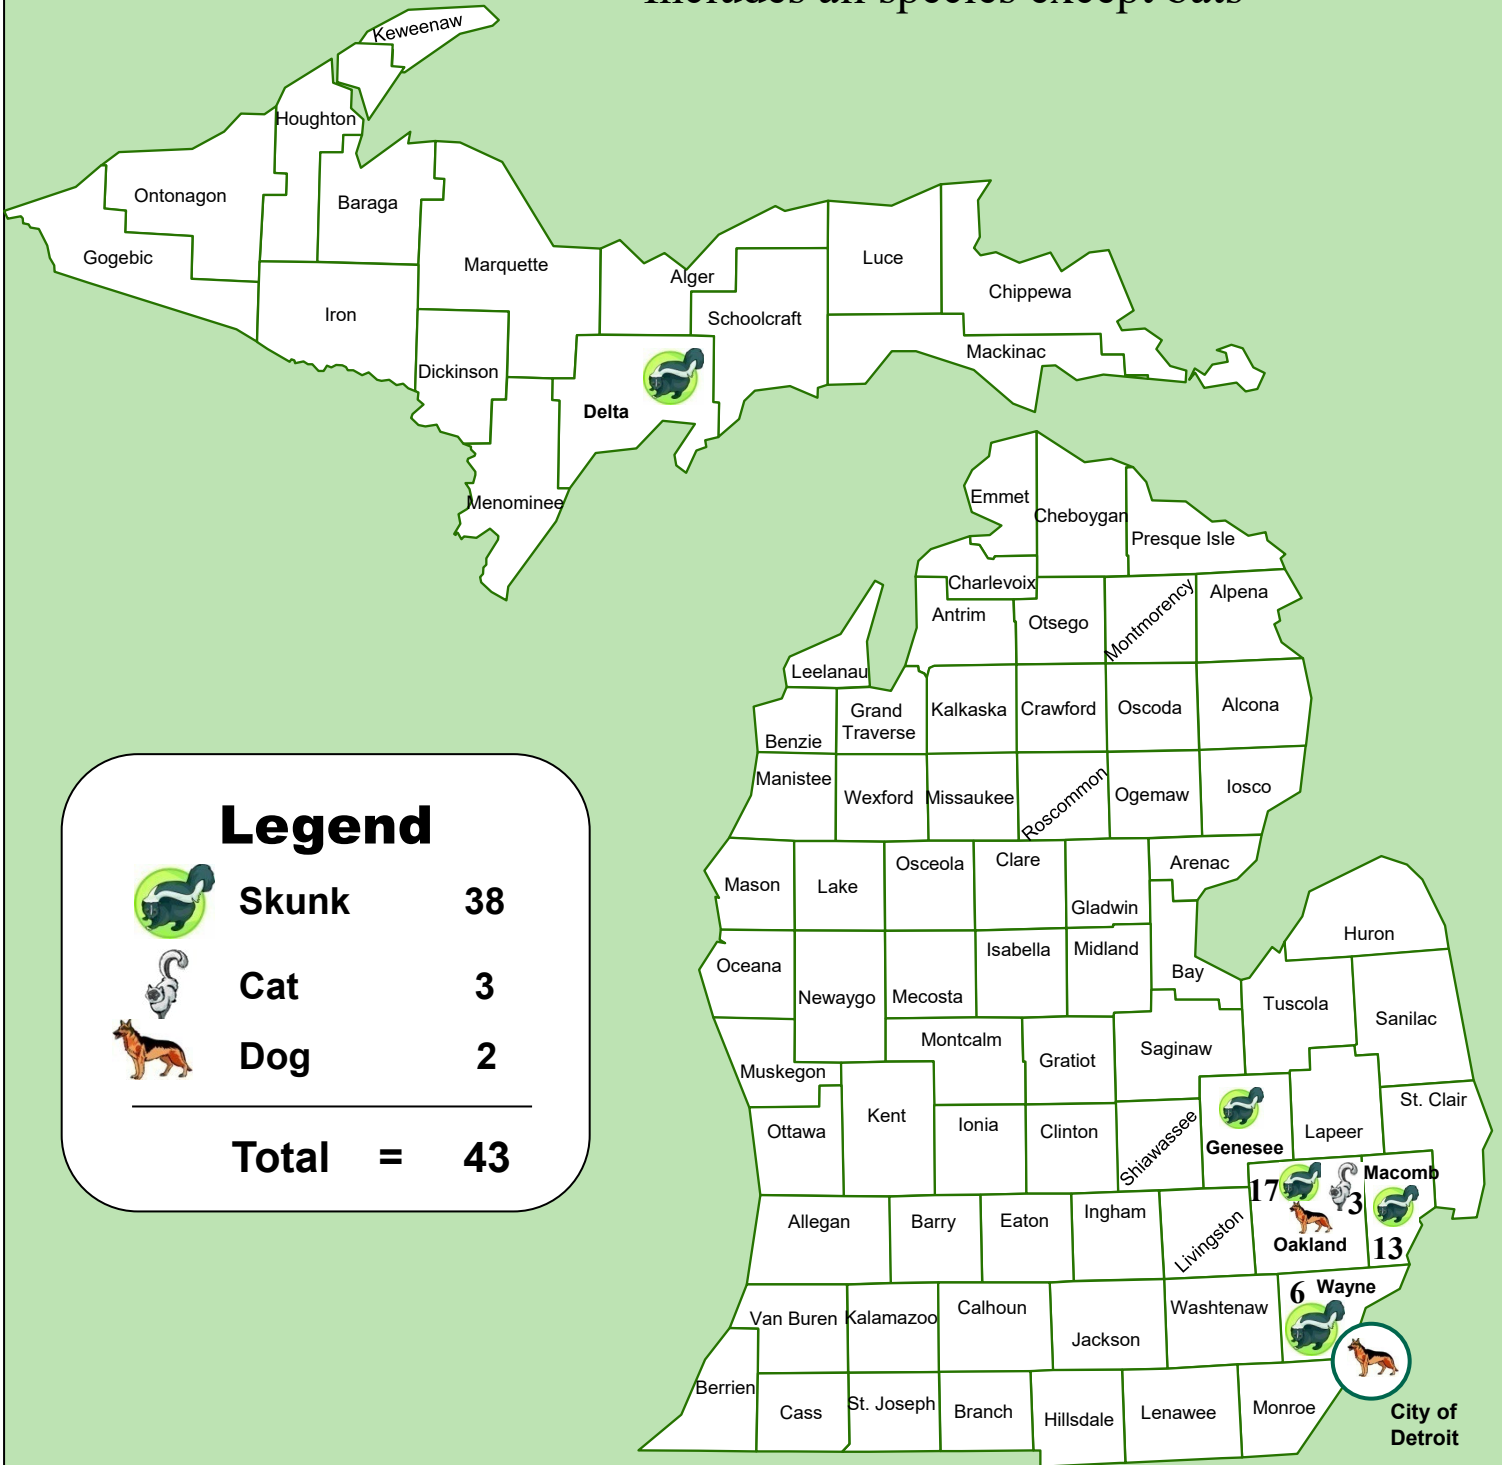 Includes all species except bats
Keweenaw
Houghton
Ontonagon
Baraga
Gogebic
Marquette
Alger
Luce
Chippewa
Iron
Schoolcraft
Mackinac
Dickinson
Delta
Menominee
Emmet
Cheboygan
Presque Isle
Charlevoix
Antrim
Otsego
Montmorency
Alpena
Leelanau
Grand
Traverse
Kalkaska
Crawford
Oscoda
Alcona
Benzie
Manistee
Wexford
Missaukee
Roscommon
Ogemaw
Iosco
Mason
Lake
Osceola
Clare
Gladwin
Arenac
Huron
Oceana
Newaygo
Mecosta
Isabella
Midland
Bay
Tuscola
Sanilac
Muskegon
Montcalm
Gratiot
Saginaw
Ottawa
Kent
Ionia
Clinton
Shiawassee
Genesee
Lapeer
St. Clair
Allegan
Barry
Eaton
Ingham
Livingston
17
3
Oakland
Macomb
13
Van Buren
Kalamazoo
Calhoun
Jackson
Washtenaw
6 Wayne
Berrien
Cass
St. Joseph
Branch
Hillsdale
Lenawee
Monroe
City of
Detroit
Legend
Skunk 38
Cat 3
Dog 2
Total = 43